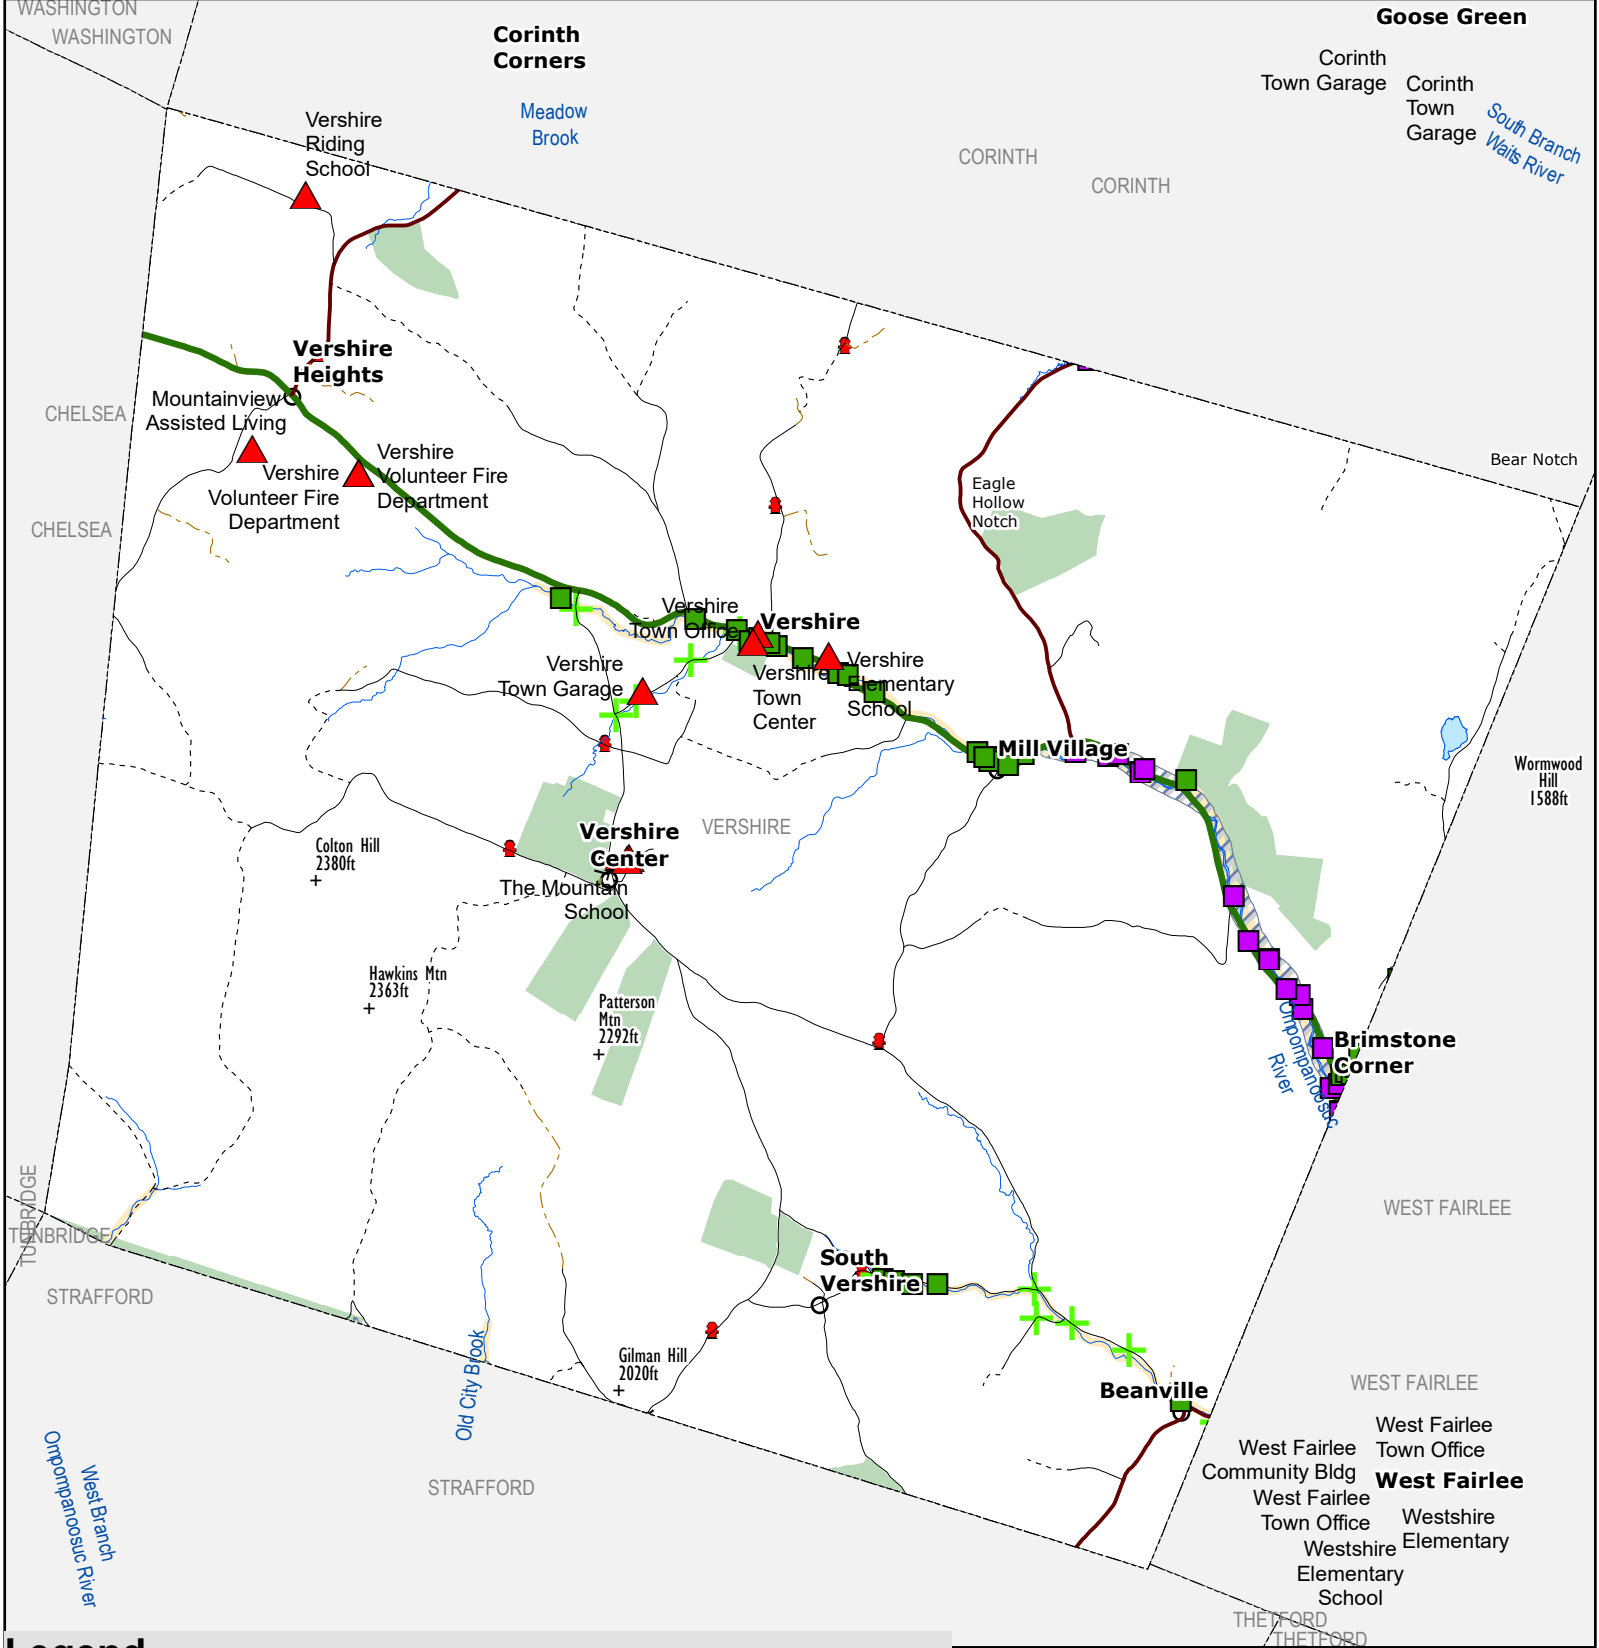 WASHINGTON
WASHINGTON
Corinth
Corners
Goose Green
Corinth
Town Garage
Corinth
Town
Garage
South Branch
Waits River
Meadow
Brook
Vershire
Riding
School
CORINTH
CORINTH
Vershire
Heights
Mountainview
Assisted Living
CHELSEA
Vershire
Volunteer Fire
Department
Vershire
Volunteer Fire
Department
CHELSEA
Bear Notch
Eagle
Hollow
Notch
Vershire
Town Office
Vershire
Vershire
Town Garage
Vershire
Town
Center
Vershire
Elementary
School
Mill Village
Wormwood
Hill
1588ft
Vershire
Center
VERSHIRE
Colton Hill
2380ft
The Mountain
School
Hawkins Mtn
2363ft
Patterson
Mtn
2292ft
Brimstone
Corner
Ompompanoosuc
River
TUNBRIDGE
TUNBRIDGE
WEST FAIRLEE
STRAFFORD
South
Vershire
Old City Brook
Gilman Hill
2020ft
Beanville
WEST FAIRLEE
West Fairlee
Town Office
West Fairlee
Community Bldg
West Fairlee
West Fairlee
Town Office
Westshire
Elementary
Westshire
Elementary
School
STRAFFORD
West Branch
Ompompanoosuc River
THETFORD
THETFORD
Legend